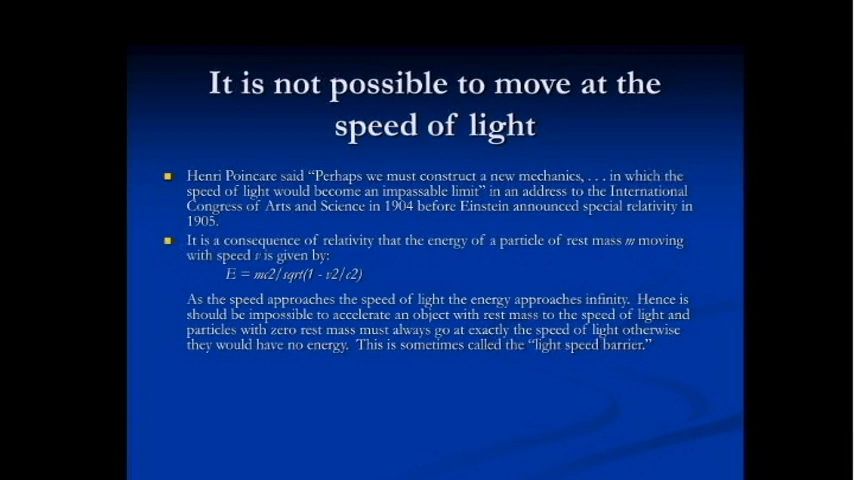 It is not possible to move at the
speed of light
Henri Poincare said “Perhaps we must construct a new mechanics, . . . in which the
speed of light would become an impassable limit” in an address to the International
Congress of Arts and Science in 1904 before Einstein announced special relativity in
1905.
It is a consequence of relativity that the energy of a particle of rest mass m moving
with speed v is given by:
E = mc2/sqrt(1 - v2/c2)
As the speed approaches the speed of light the energy approaches infinity. Hence is
should be impossible to accelerate an object with rest mass to the speed of light and
particles with zero rest mass must always go at exactly the speed of light otherwise
they would have no energy. This is sometimes called the “light speed barrier.”